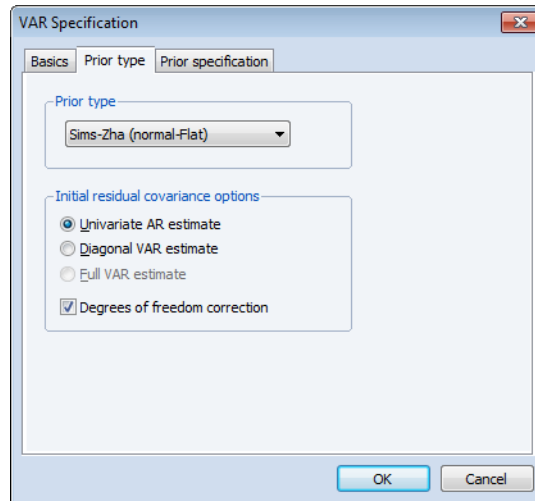 VAR Specification
Basics Prior type Prior specification
Prior type
Sims-Zha (normal-Flat)
Initial residual covariance options
Univariate AR estimate
Diagonal VAR estimate
Full VAR estimate
Degrees of freedom correction
OK Cancel